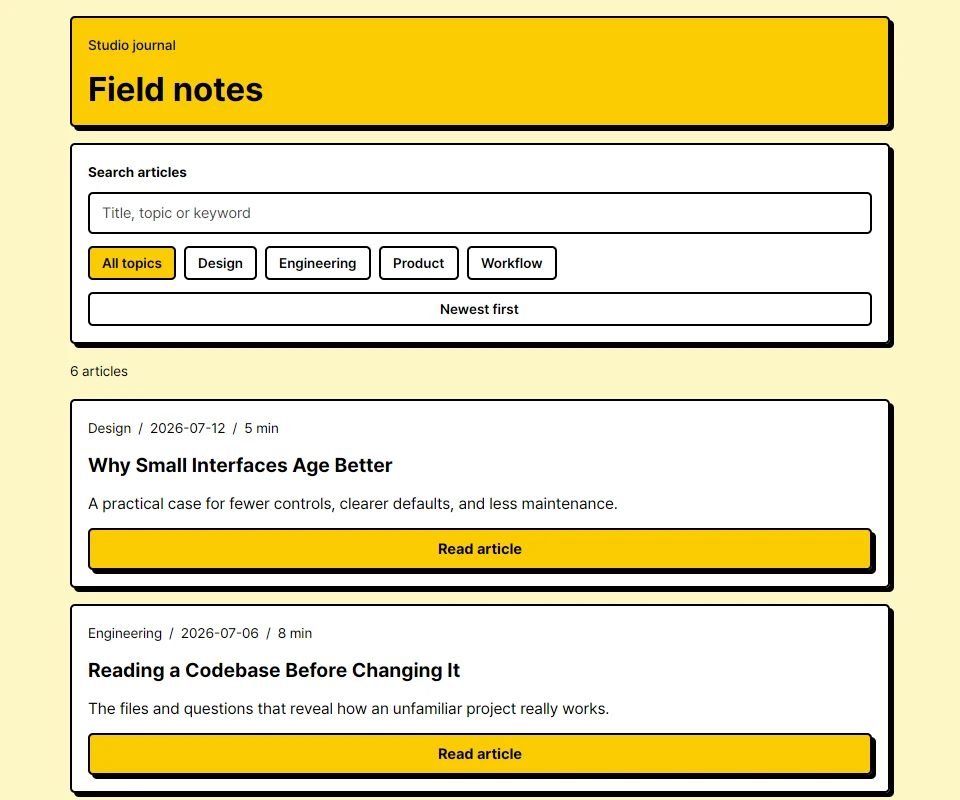 Studio journal
Field notes
Search articles
Title, topic or keyword
All topics Design Engineering Product Workflow
Newest first
6 articles
Design / 2026-07-12 / 5 min
Why Small Interfaces Age Better
A practical case for fewer controls, clearer defaults, and less maintenance.
Read article
Engineering / 2026-07-06 / 8 min
Reading a Codebase Before Changing It
The files and questions that reveal how an unfamiliar project really works.
Read article